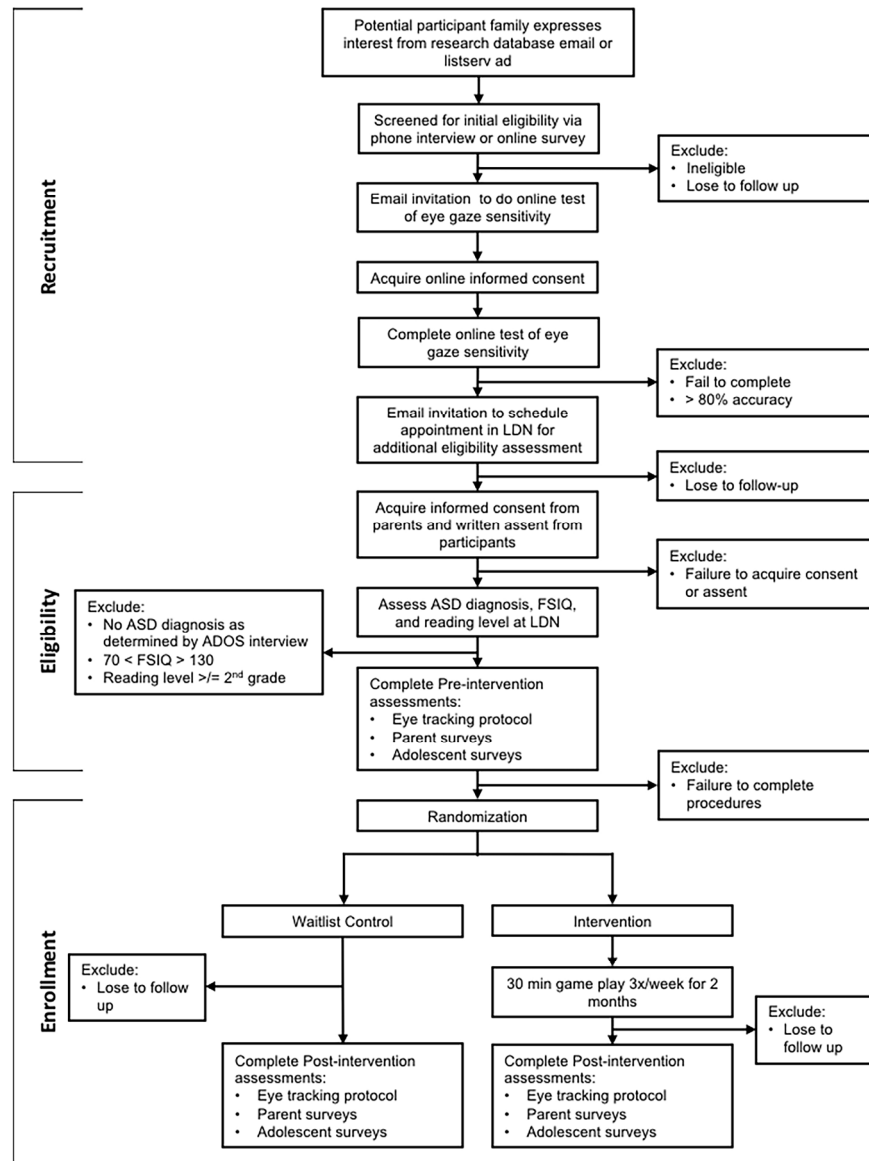 Potential participant family expresses
interest from research database email or
listserv ad
Screened for initial eligibility via
phone interview or online survey
Exclude:
• Ineligible
• Lose to follow up
Email invitation to do online test
of eye gaze sensitivity
Acquire online informed consent
Complete online test of eye
gaze sensitivity
Exclude:
• Fail to complete
• > 80% accuracy
Email invitation to schedule
appointment in LDN for
additional eligibility assessment
Exclude:
• Lose to follow-up
Recruitment
Acquire informed consent from
parents and written assent from
participants
Exclude:
• Failure to acquire consent
or assent
Assess ASD diagnosis, FSIQ,
and reading level at LDN
Exclude:
• No ASD diagnosis as
determined by ADOS interview
• 70 < FSIQ > 130
• Reading level >/= 2nd grade
Complete Pre-intervention
assessments:
• Eye tracking protocol
• Parent surveys
• Adolescent surveys
Exclude:
• Failure to complete
procedures
Eligibility
Randomization
Waitlist Control
Intervention
Exclude:
• Lose to follow
up
30 min game play 3x/week for 2
months
Exclude:
• Lose to
follow up
Complete Post-intervention
assessments:
• Eye tracking protocol
• Parent surveys
• Adolescent surveys
Complete Post-intervention
assessments:
• Eye tracking protocol
• Parent surveys
• Adolescent surveys
Enrollment